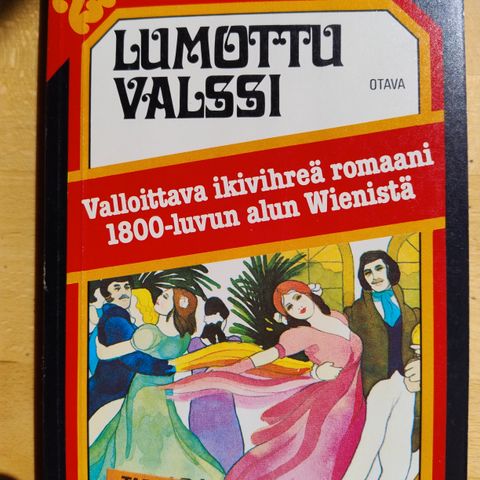 LUMOTTU
VALSSI
OTAVA
Valloittava ikivihreä romaani
1800-luvun alun Wienistä